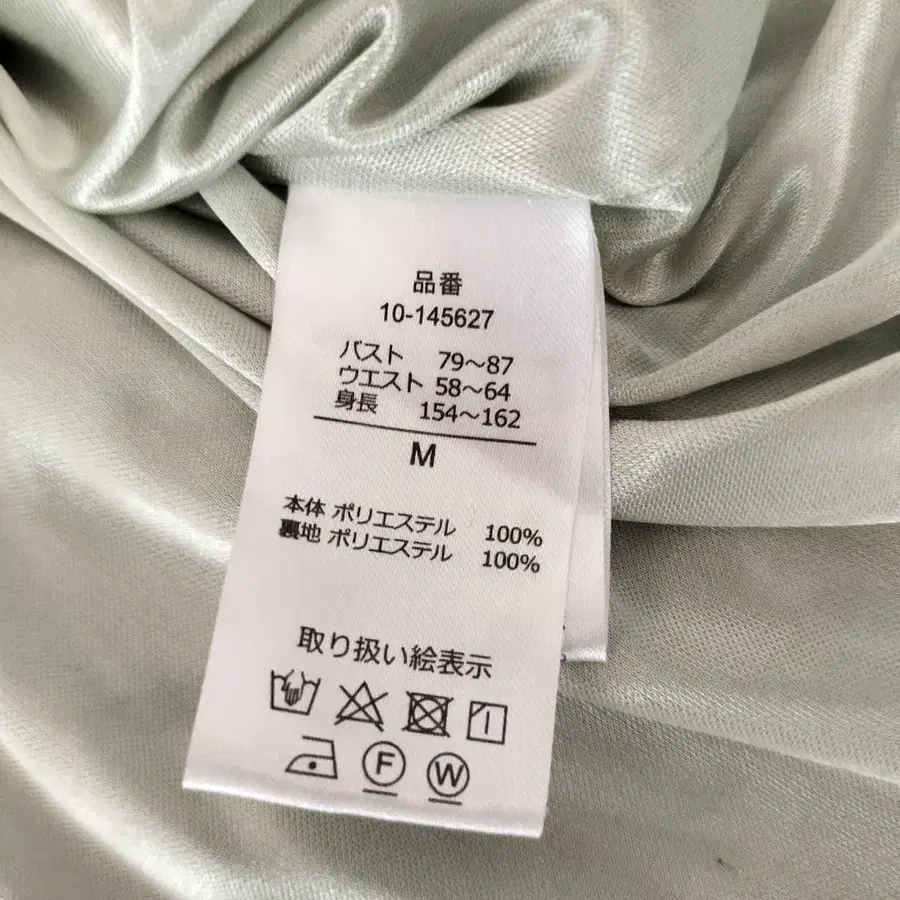 品番
10-145627
バスト 79～87
ウエスト 58～64
身長 154～162
M
本体 ポリエステル 100%
裏地 ポリエステル 100%
取り扱い絵表示
F W